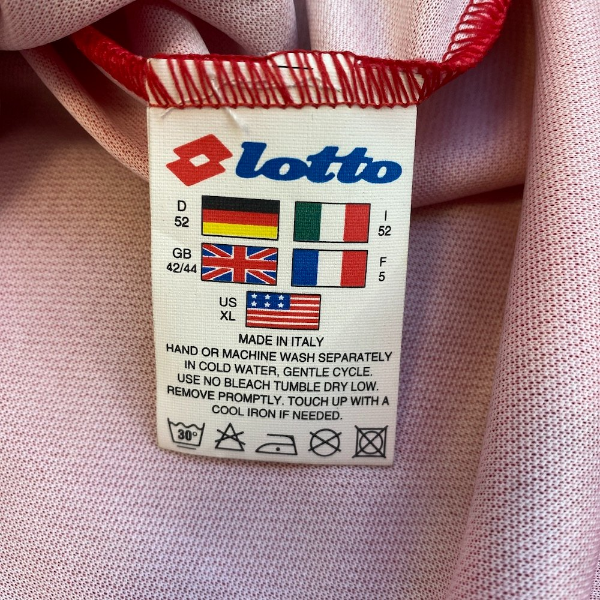 lotto
D 52 I 52
GB 42/44 F 5
US XL
MADE IN ITALY
HAND OR MACHINE WASH SEPARATELY
IN COLD WATER, GENTLE CYCLE.
USE NO BLEACH TUMBLE DRY LOW.
REMOVE PROMPTLY. TOUCH UP WITH A
COOL IRON IF NEEDED.
30°